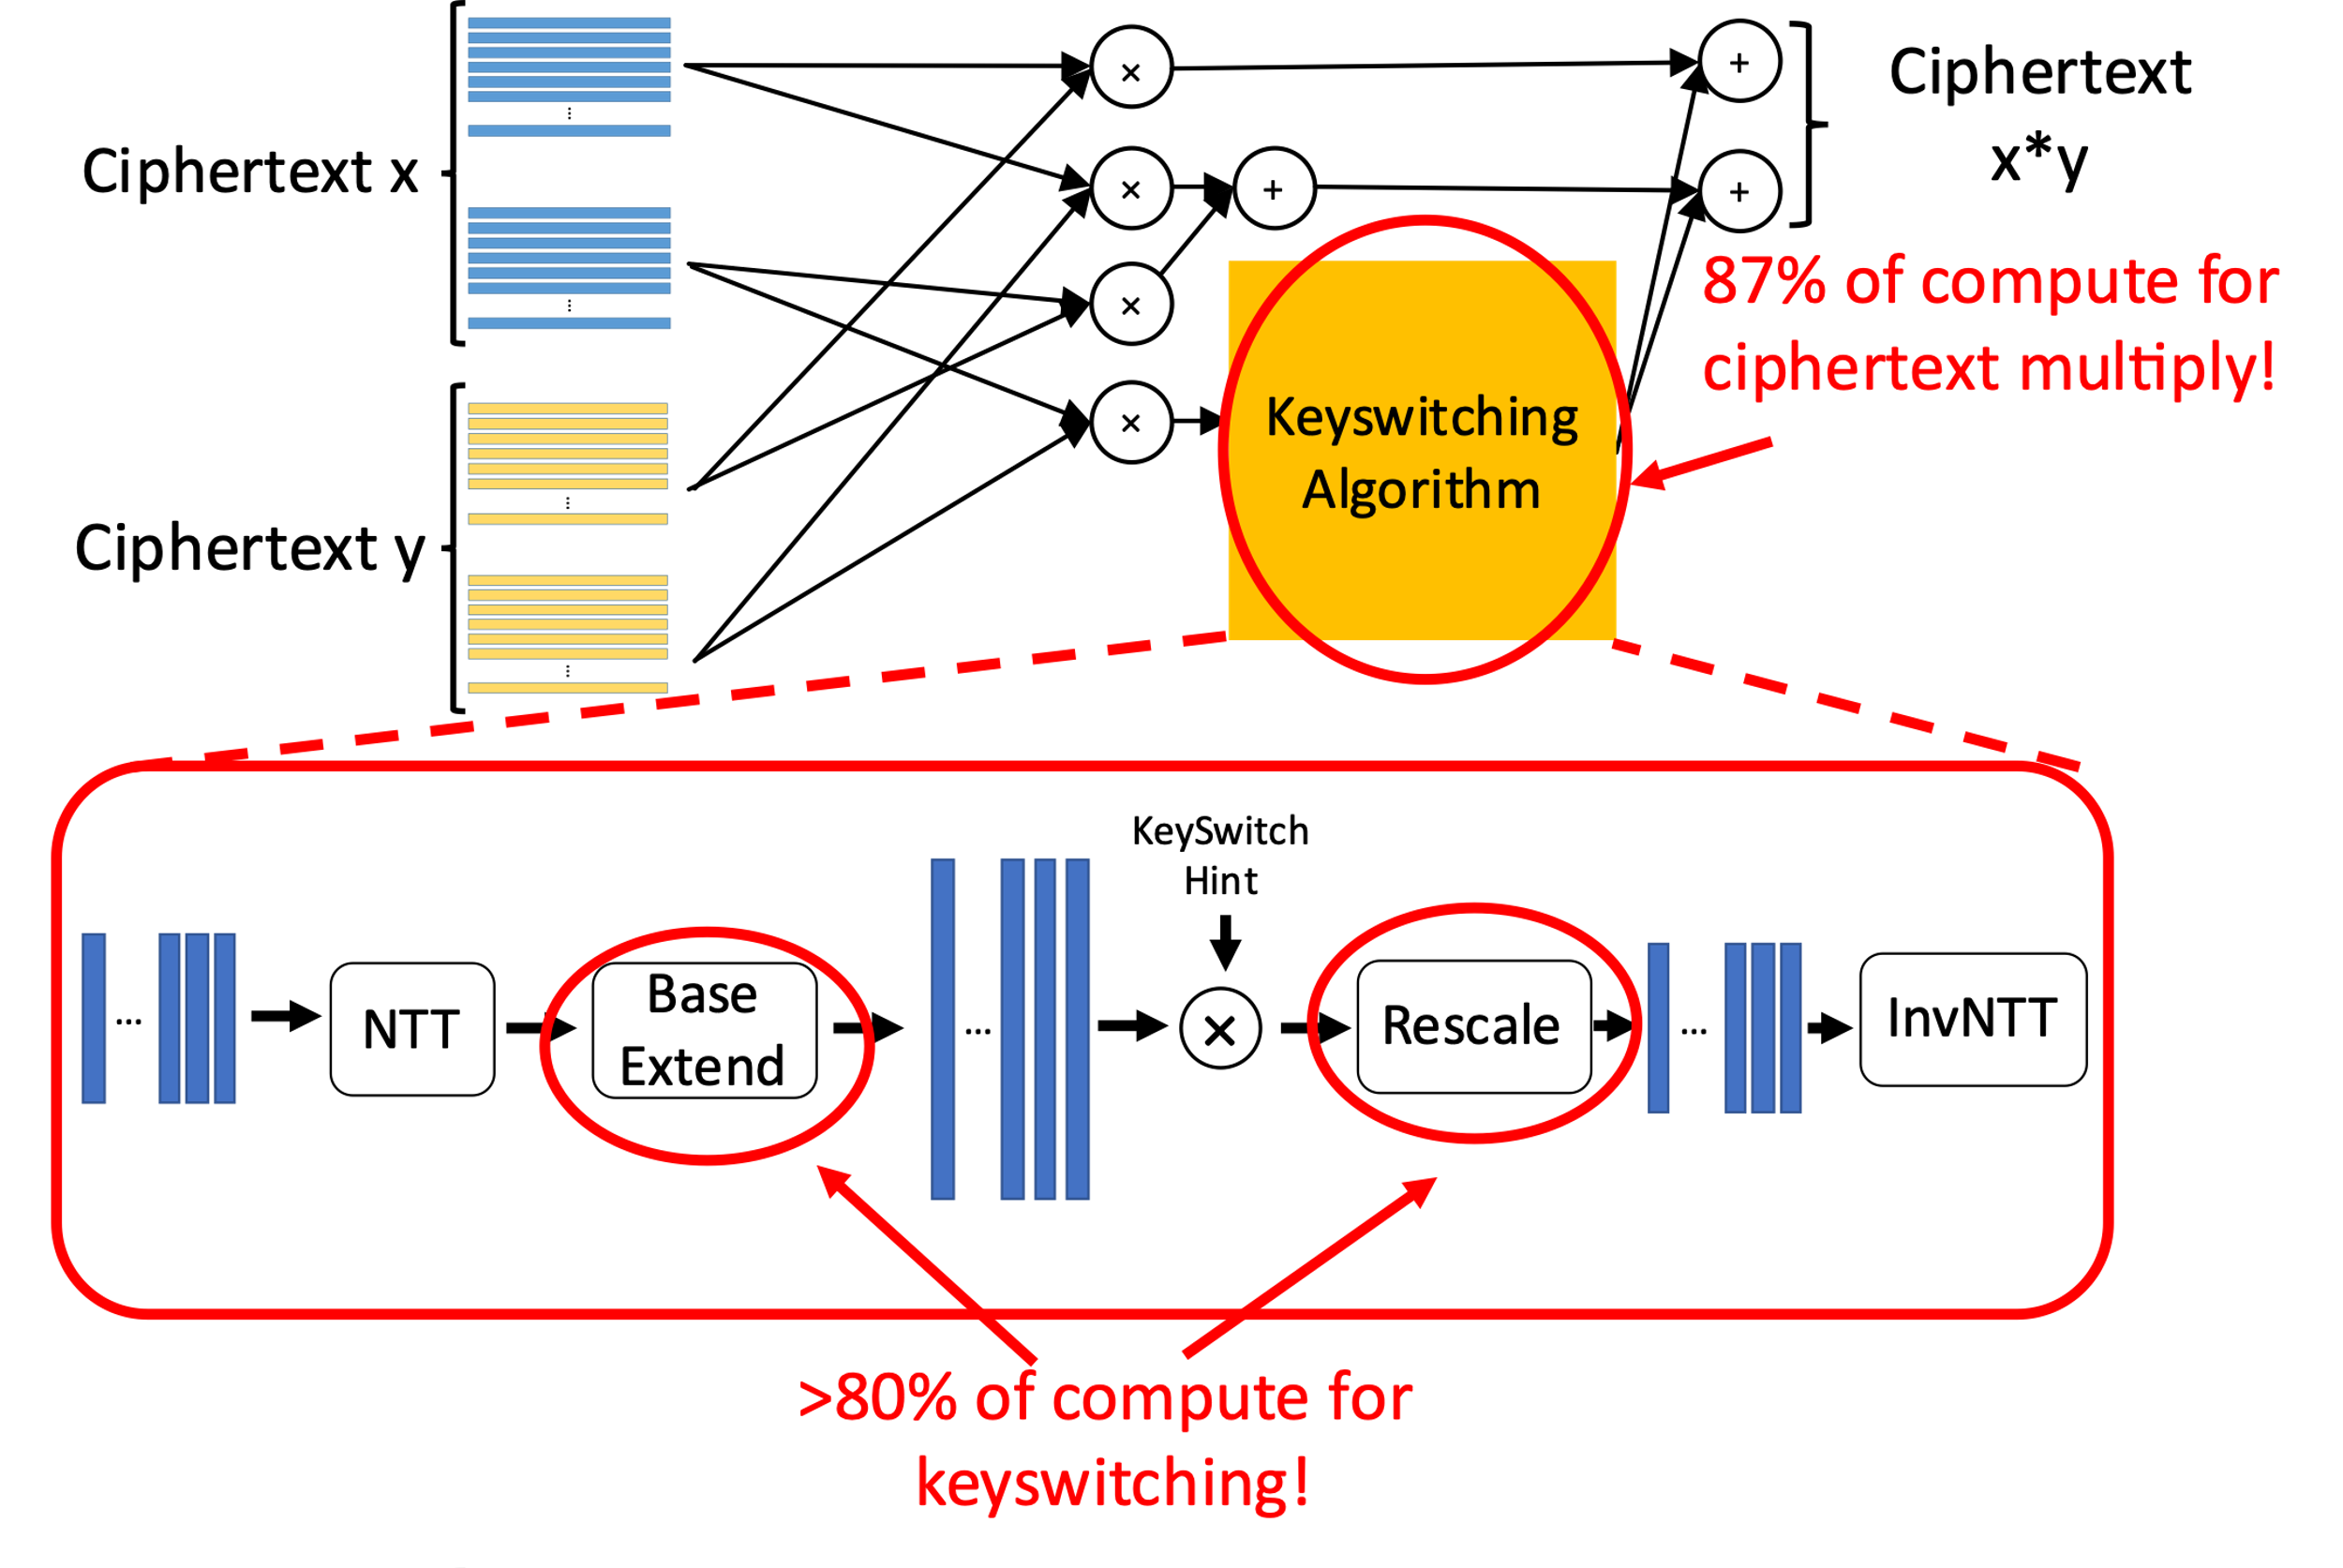 Ciphertext x
Ciphertext y
×
×
×
×
+
+
+
Ciphertext
x*y
Keyswitching
Algorithm
87% of compute for
ciphertext multiply!
...
NTT
Base
Extend
...
KeySwitch
Hint
×
Rescale
...
InvNTT
>80% of compute for
keyswitching!